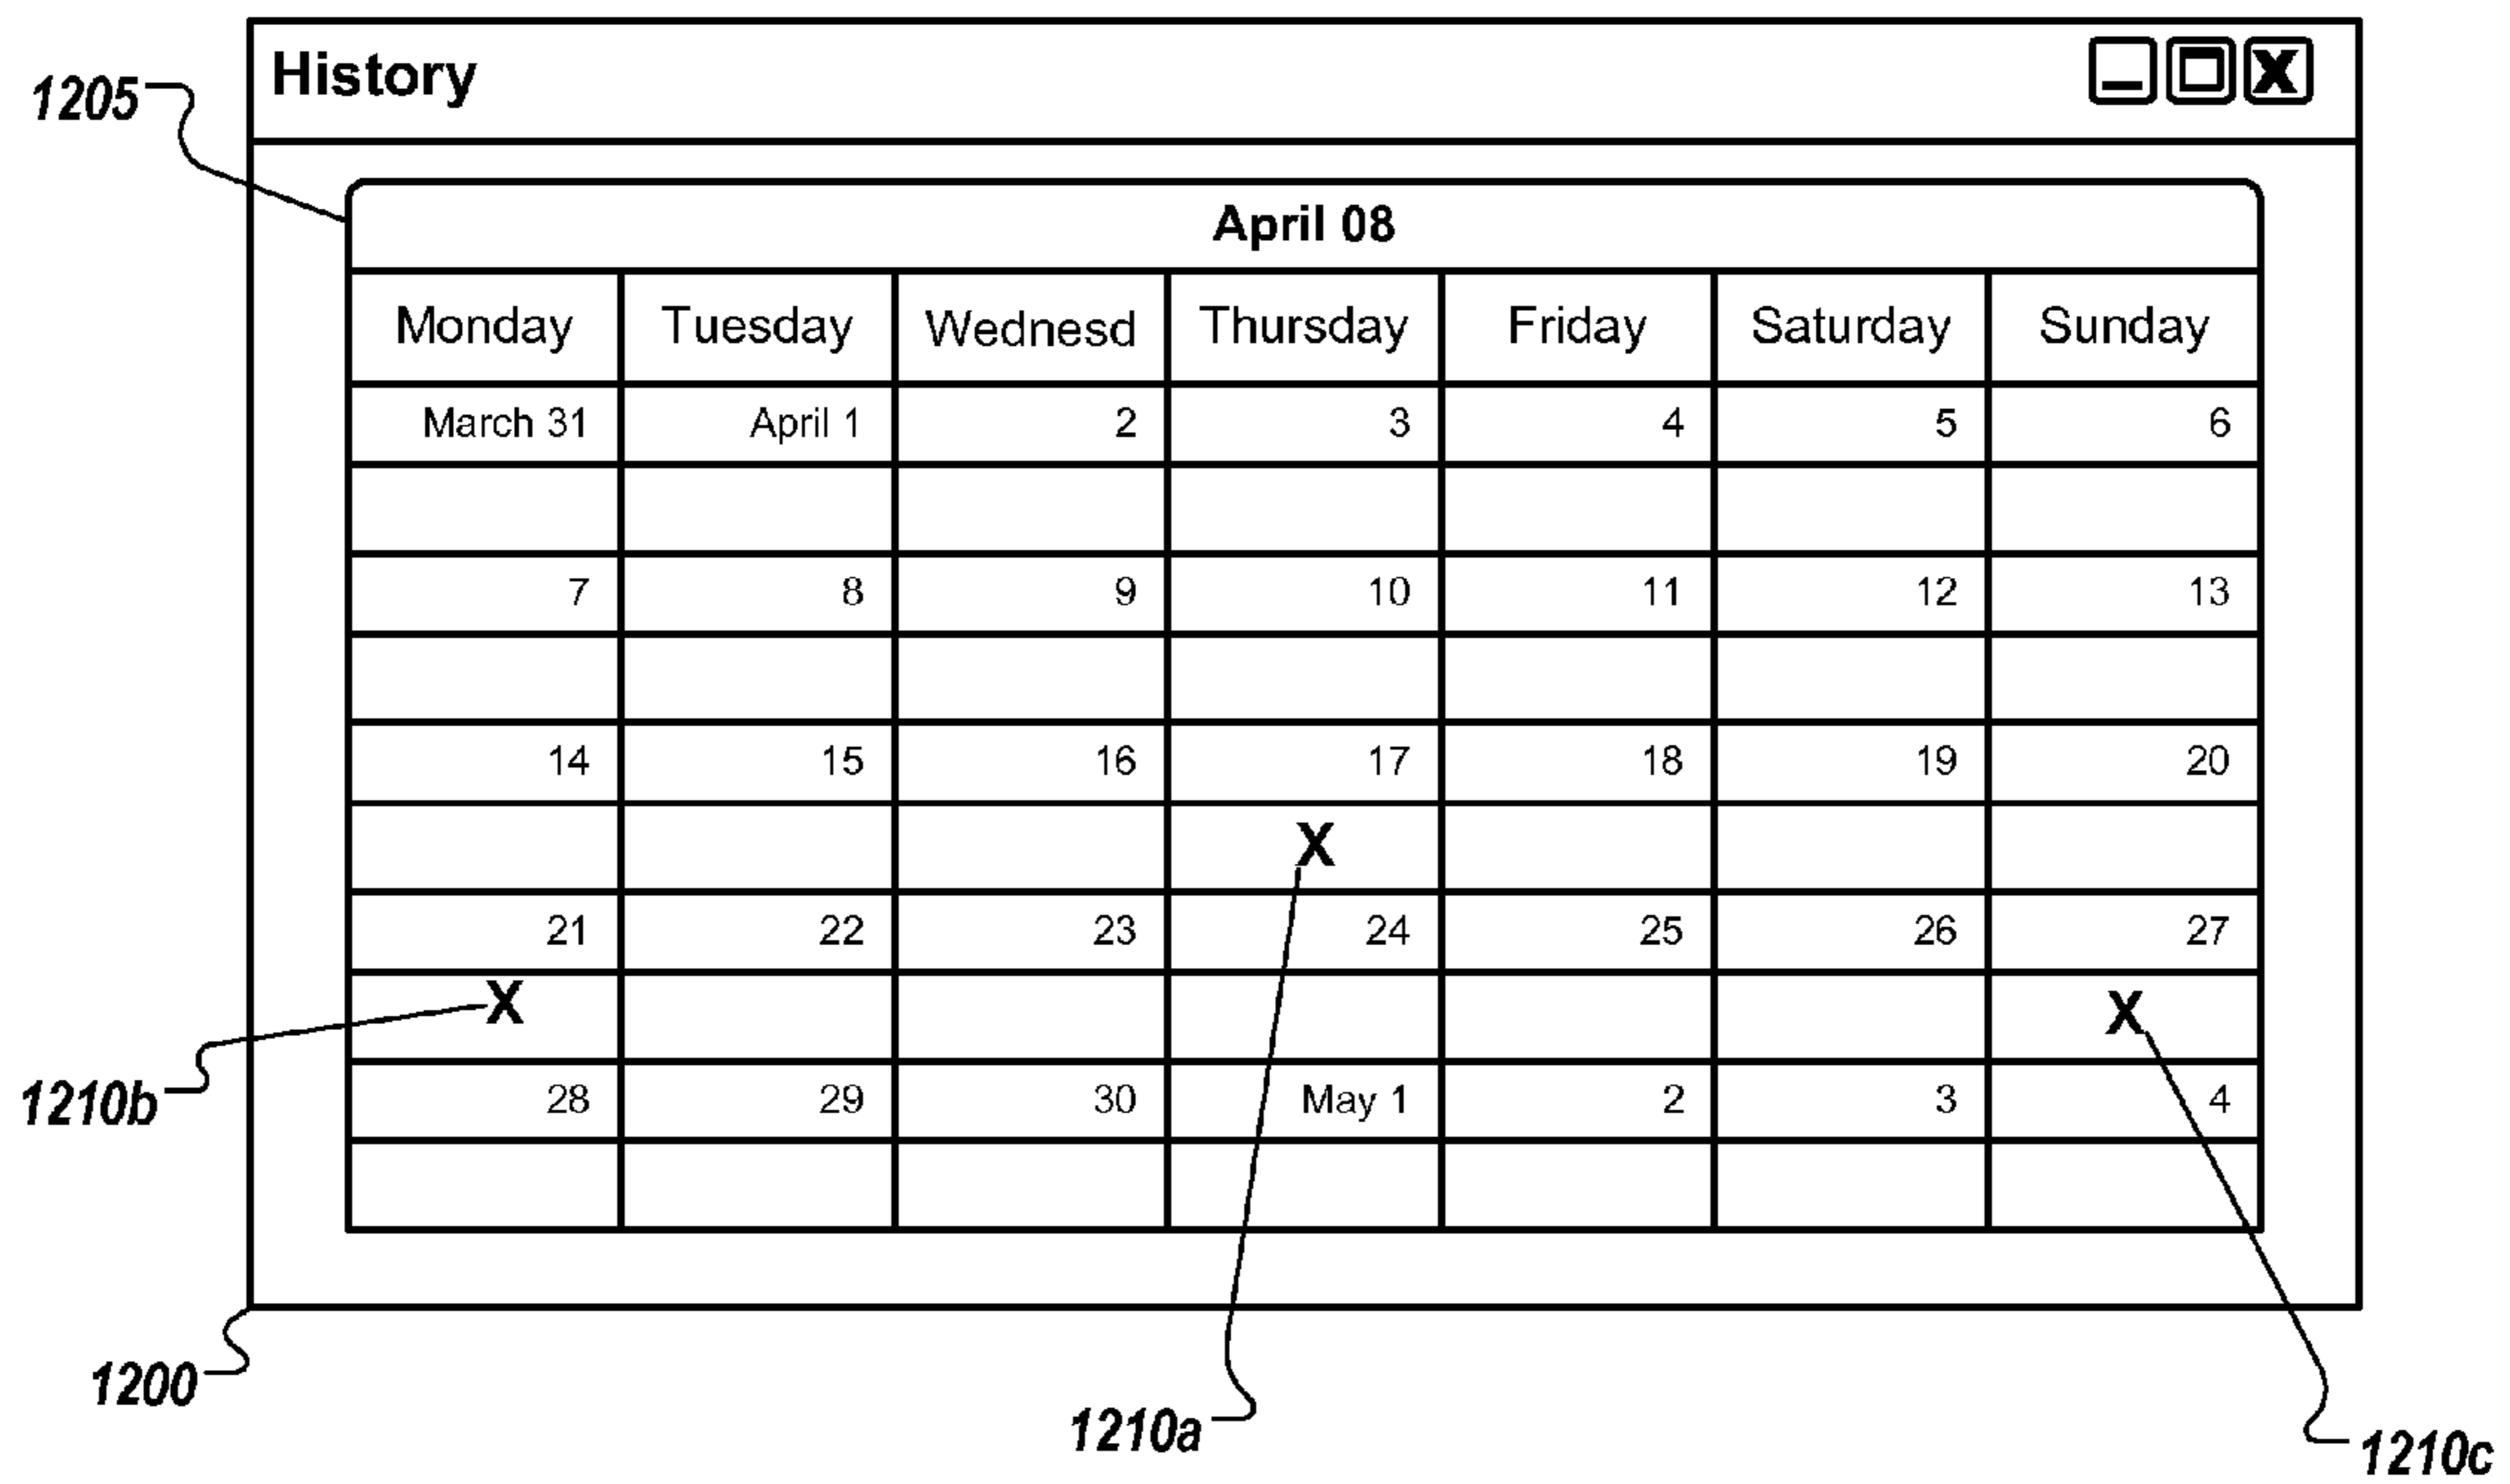 History
1205
April 08
Monday Tuesday Wednesd Thursday Friday Saturday Sunday
March 31 April 1 2 3 4 5 6
7 8 9 10 11 12 13
14 15 16 17 18 19 20
X
21 22 23 24 25 26 27
X X
1210b
28 29 30 May 1 2 3 4
1200
1210a
1210c